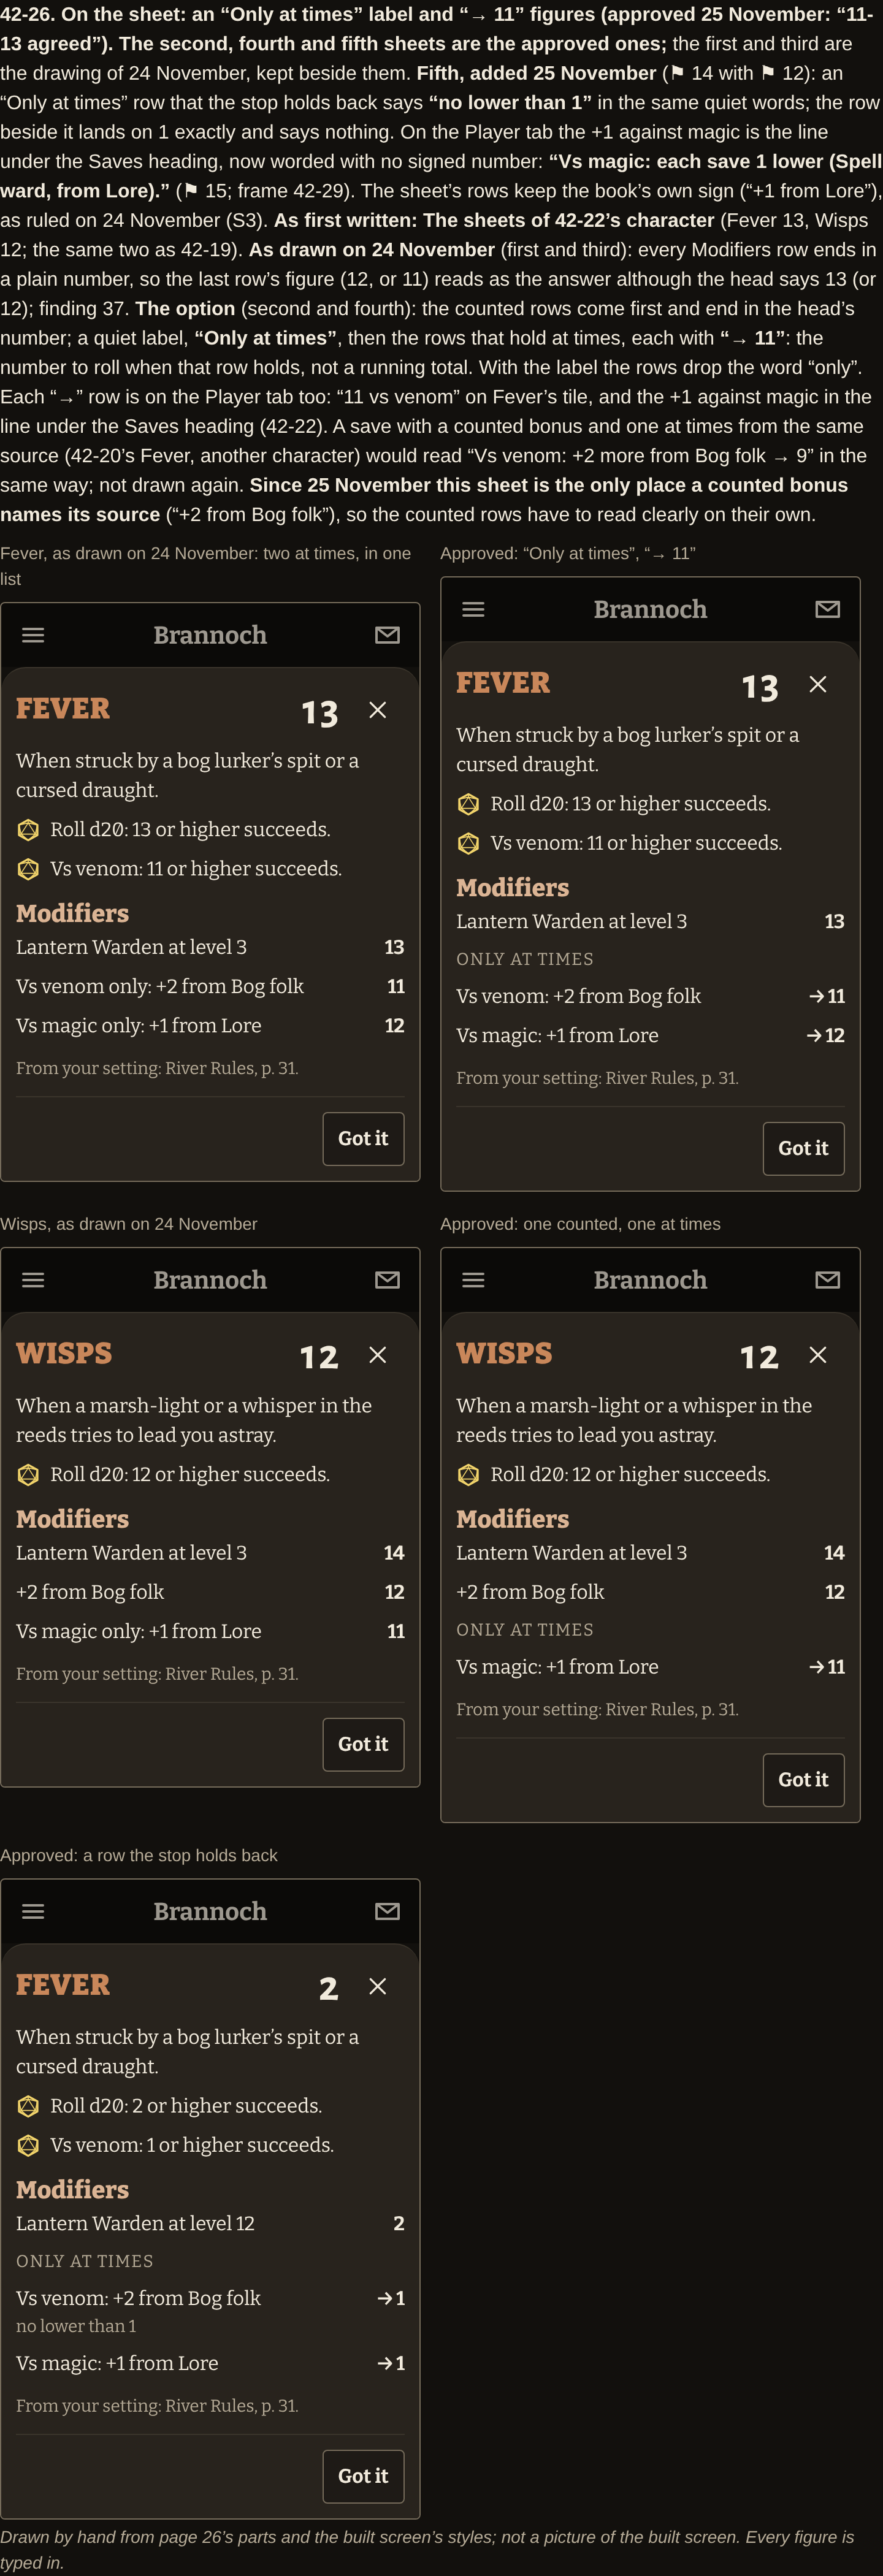 42-26. On the sheet: an “Only at times” label and “→ 11” figures (approved 25 November: “11-
13 agreed”). The second, fourth and fifth sheets are the approved ones; the first and third are
the drawing of 24 November, kept beside them. Fifth, added 25 November (⚑ 14 with ⚑ 12): an
“Only at times” row that the stop holds back says “no lower than 1” in the same quiet words; the row
beside it lands on 1 exactly and says nothing. On the Player tab the +1 against magic is the line
under the Saves heading, now worded with no signed number: “Vs magic: each save 1 lower (Spell
ward, from Lore).” (⚑ 15; frame 42-29). The sheet’s rows keep the book’s own sign (“+1 from Lore”),
as ruled on 24 November (S3). As first written: The sheets of 42-22’s character (Fever 13, Wisps
12; the same two as 42-19). As drawn on 24 November (first and third): every Modifiers row ends in
a plain number, so the last row’s figure (12, or 11) reads as the answer although the head says 13 (or
12); finding 37. The option (second and fourth): the counted rows come first and end in the head’s
number; a quiet label, “Only at times”, then the rows that hold at times, each with “→ 11”: the
number to roll when that row holds, not a running total. With the label the rows drop the word “only”.
Each “→” row is on the Player tab too: “11 vs venom” on Fever’s tile, and the +1 against magic in the
line under the Saves heading (42-22). A save with a counted bonus and one at times from the same
source (42-20’s Fever, another character) would read “Vs venom: +2 more from Bog folk → 9” in the
same way; not drawn again. Since 25 November this sheet is the only place a counted bonus
names its source (“+2 from Bog folk”), so the counted rows have to read clearly on their own.
Fever, as drawn on 24 November: two at times, in one
list
Brannoch
FEVER 13
When struck by a bog lurker’s spit or a
cursed draught.
Roll d20: 13 or higher succeeds.
Vs venom: 11 or higher succeeds.
Modifiers
Lantern Warden at level 3 13
Vs venom only: +2 from Bog folk 11
Vs magic only: +1 from Lore 12
From your setting: River Rules, p. 31.
Got it
Approved: “Only at times”, “→ 11”
Brannoch
FEVER 13
When struck by a bog lurker’s spit or a
cursed draught.
Roll d20: 13 or higher succeeds.
Vs venom: 11 or higher succeeds.
Modifiers
Lantern Warden at level 3 13
ONLY AT TIMES
Vs venom: +2 from Bog folk → 11
Vs magic: +1 from Lore → 12
From your setting: River Rules, p. 31.
Got it
Wisps, as drawn on 24 November
Brannoch
WISPS 12
When a marsh-light or a whisper in the
reeds tries to lead you astray.
Roll d20: 12 or higher succeeds.
Modifiers
Lantern Warden at level 3 14
+2 from Bog folk 12
Vs magic only: +1 from Lore 11
From your setting: River Rules, p. 31.
Got it
Approved: one counted, one at times
Brannoch
WISPS 12
When a marsh-light or a whisper in the
reeds tries to lead you astray.
Roll d20: 12 or higher succeeds.
Modifiers
Lantern Warden at level 3 14
+2 from Bog folk 12
ONLY AT TIMES
Vs magic: +1 from Lore → 11
From your setting: River Rules, p. 31.
Got it
Approved: a row the stop holds back
Brannoch
FEVER 2
When struck by a bog lurker’s spit or a
cursed draught.
Roll d20: 2 or higher succeeds.
Vs venom: 1 or higher succeeds.
Modifiers
Lantern Warden at level 12 2
ONLY AT TIMES
Vs venom: +2 from Bog folk → 1
no lower than 1
Vs magic: +1 from Lore → 1
From your setting: River Rules, p. 31.
Got it
Drawn by hand from page 26’s parts and the built screen’s styles; not a picture of the built screen. Every figure is
typed in.